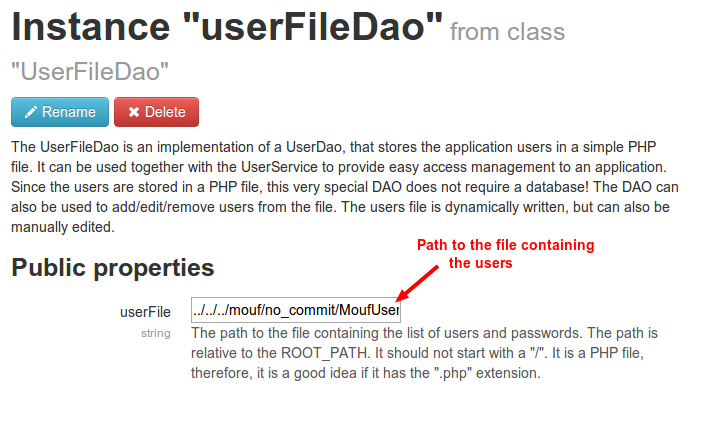 Instance "userFileDao" from class
"UserFileDao"
Rename Delete
The UserFileDao is an implementation of a UserDao, that stores the application users in a simple PHP
file. It can be used together with the UserService to provide easy access management to an application.
Since the users are stored in a PHP file, this very special DAO does not require a database! The DAO can
also be used to add/edit/remove users from the file. The users file is dynamically written, but can also be
manually edited.
Path to the file containing
the users
Public properties
userFile ../../../mouf/no_commit/MoufUser
string
The path to the file containing the list of users and passwords. The path is
relative to the ROOT_PATH. It should not start with a "/". It is a PHP file,
therefore, it is a good idea if it has the ".php" extension.